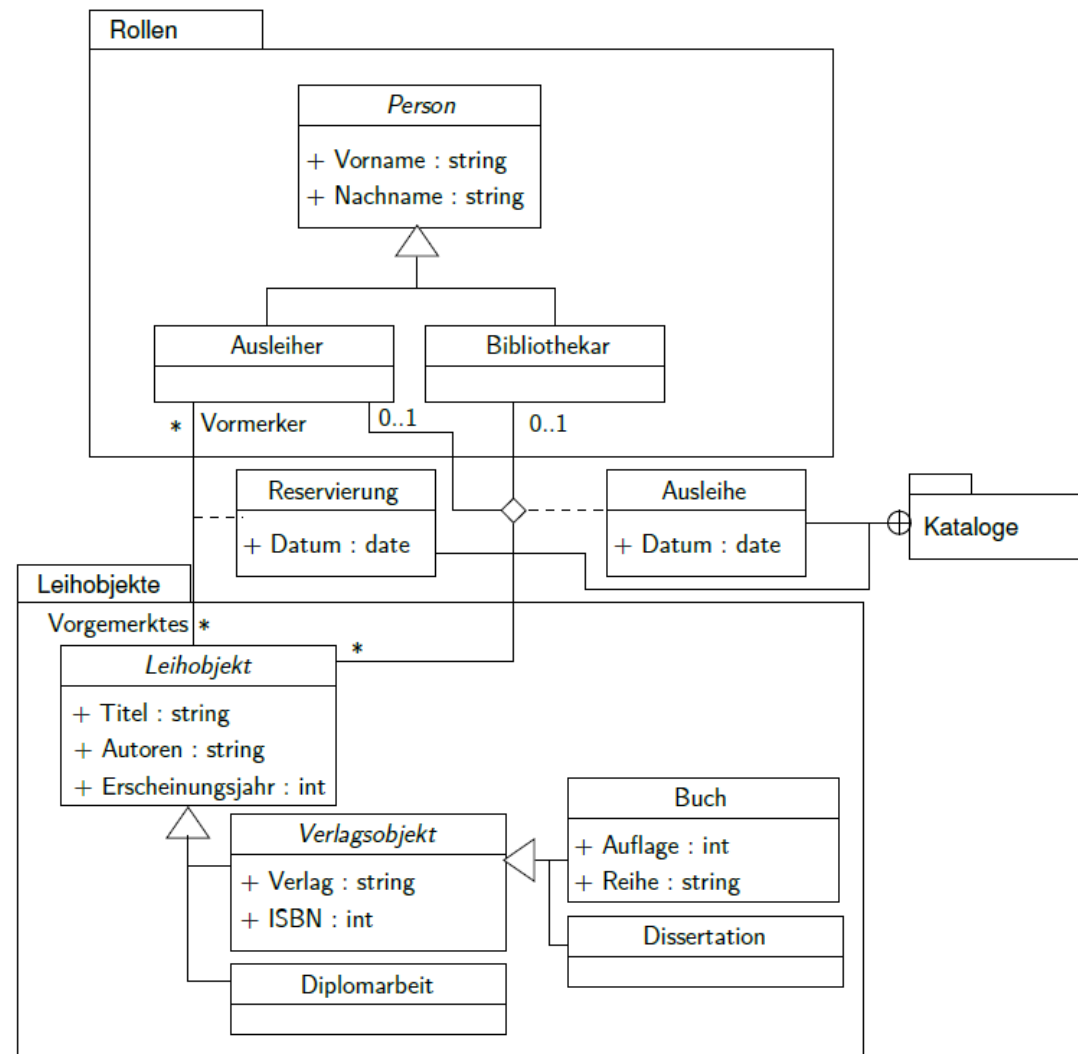 Rollen
Person
+ Vorname : string
+ Nachname : string
Ausleiher
Bibliothekar
* Vormerker
0..1
0..1
Reservierung
+ Datum : date
Ausleihe
+ Datum : date
Kataloge
Leihobjekte
Vorgemerktes *
*
Leihobjekt
+ Titel : string
+ Autoren : string
+ Erscheinungsjahr : int
Verlagsobjekt
+ Verlag : string
+ ISBN : int
Buch
+ Auflage : int
+ Reihe : string
Dissertation
Diplomarbeit